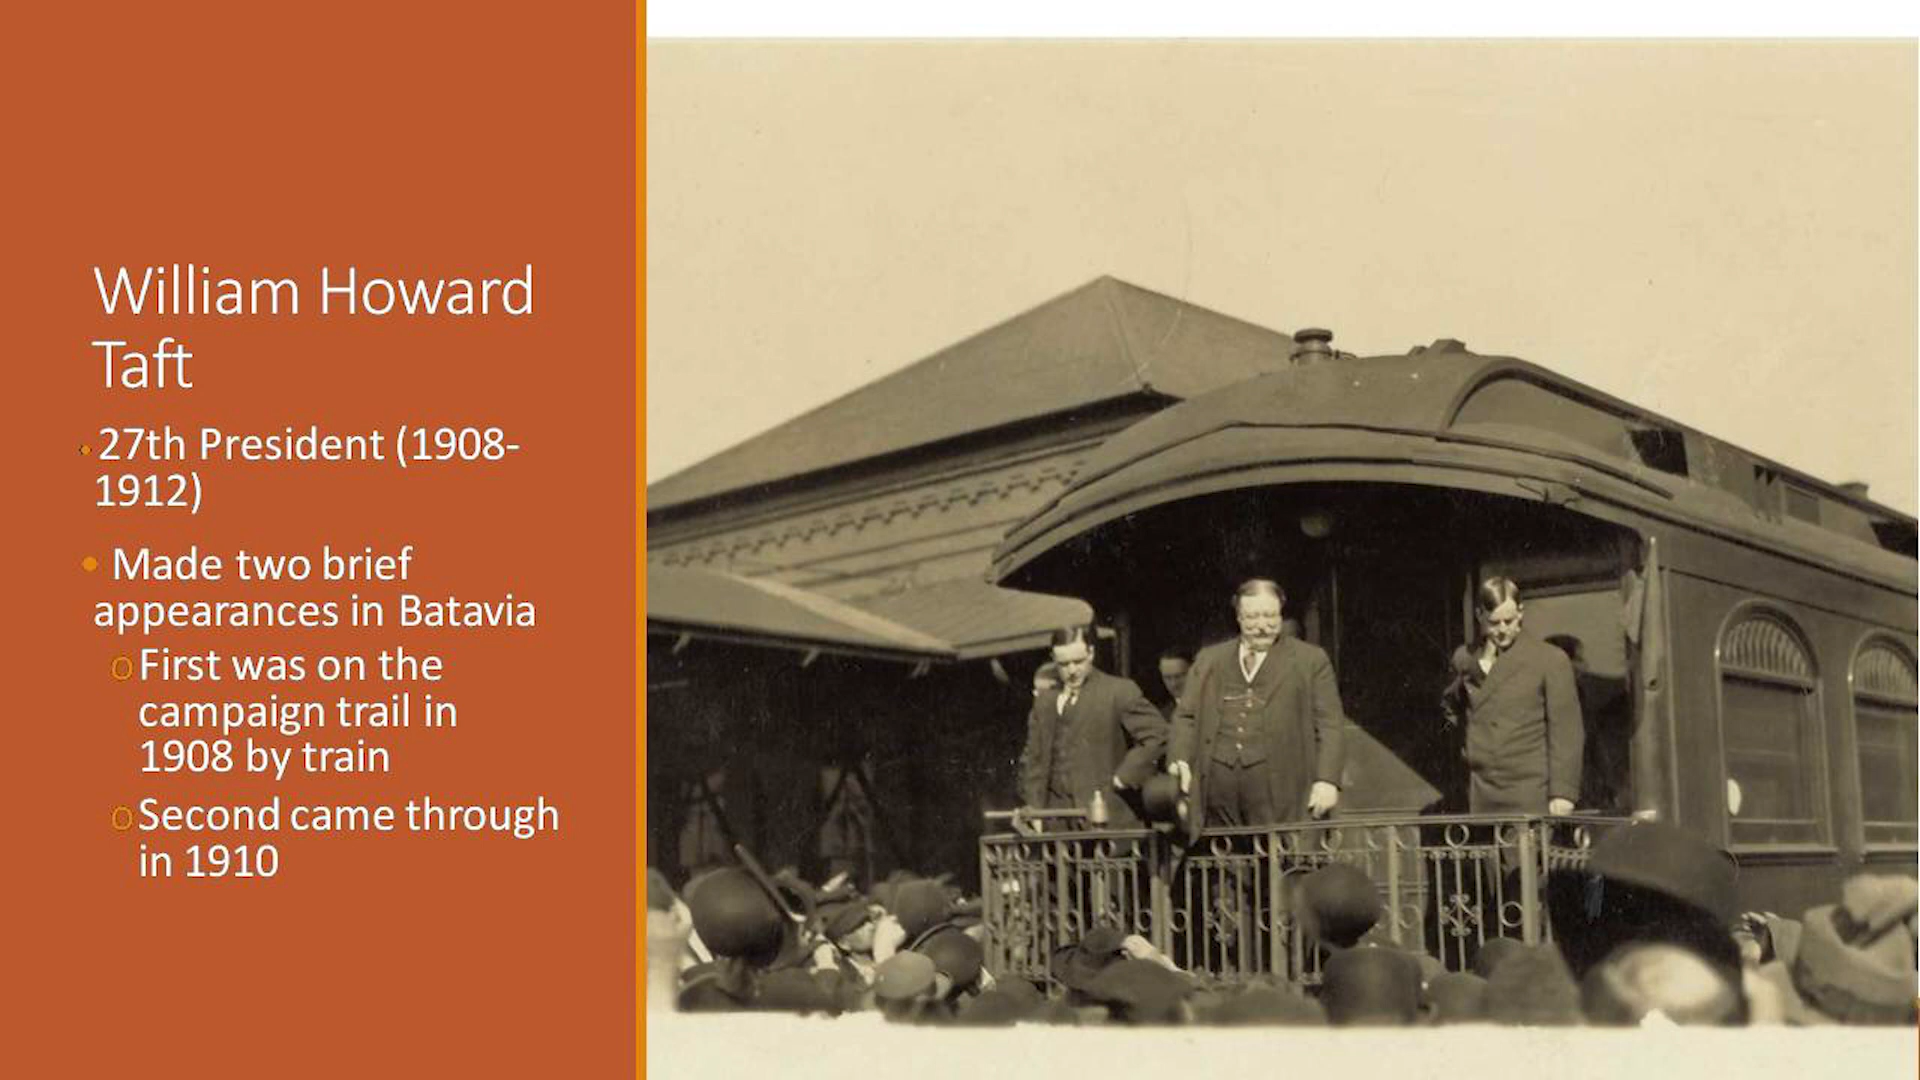 William Howard
Taft
• 27th President (1908-
1912)
• Made two brief
appearances in Batavia
o First was on the
campaign trail in
1908 by train
o Second came through
in 1910